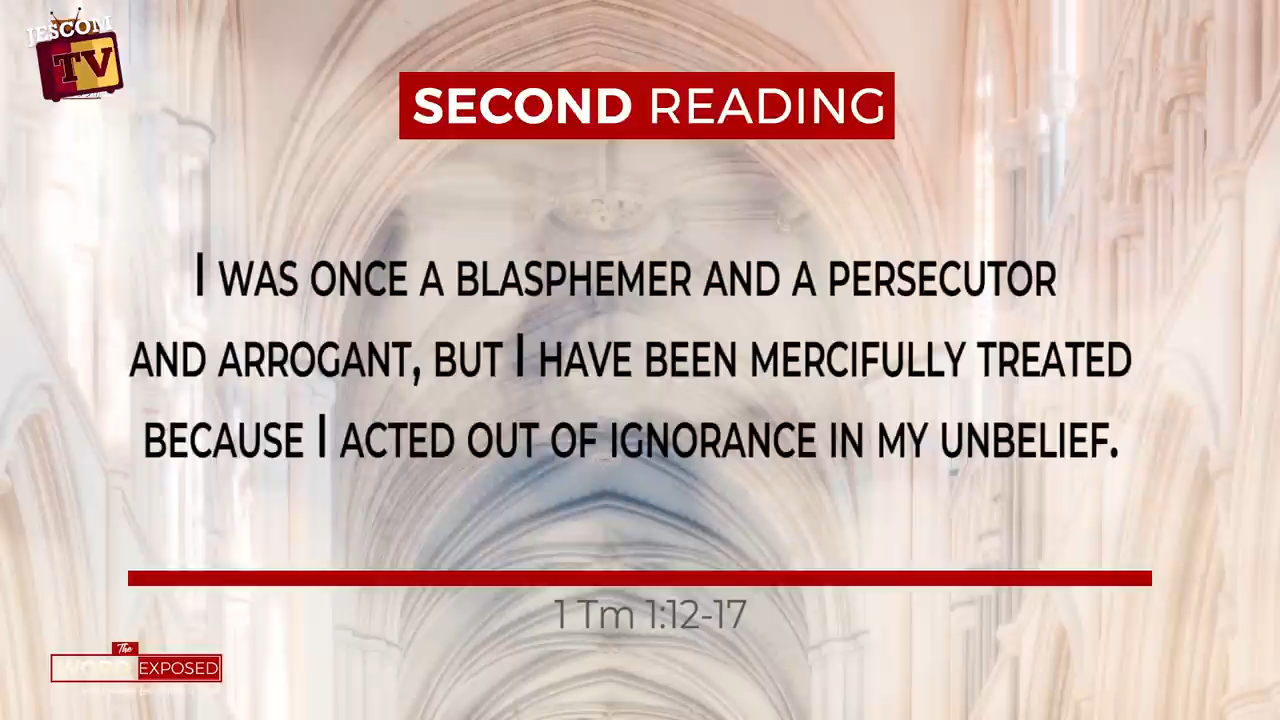 JESCOM
TV
SECOND READING
I WAS ONCE A BLASPHEMER AND A PERSECUTOR
AND ARROGANT, BUT I HAVE BEEN MERCIFULLY TREATED
BECAUSE I ACTED OUT OF IGNORANCE IN MY UNBELIEF.
1 Tm 1:12-17
The
WORD EXPOSED